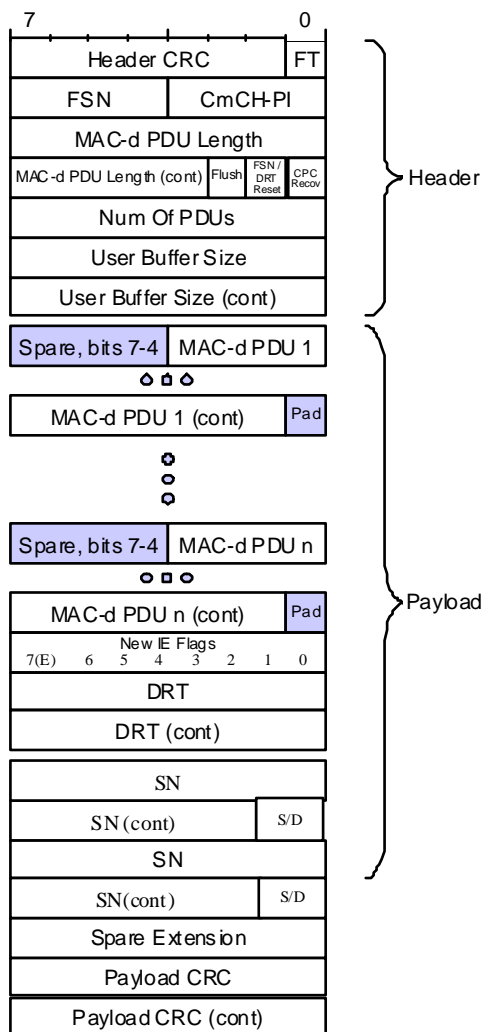 7 0
Header CRC FT
FSN CmCH-PI
MAC-d PDU Length
MAC-d PDU Length (cont) Flush FSN / DRT Reset CPC Recov
Header
Num Of PDUs
User Buffer Size
User Buffer Size (cont)
Spare, bits 7-4 MAC-d PDU 1
MAC-d PDU 1 (cont) Pad
Spare, bits 7-4 MAC-d PDU n
MAC-d PDU n (cont) Pad
Payload
New IE Flags
7(E) 6 5 4 3 2 1 0
DRT
DRT (cont)
SN
SN (cont) S/D
SN
SN(cont) S/D
Spare Extension
Payload CRC
Payload CRC (cont)